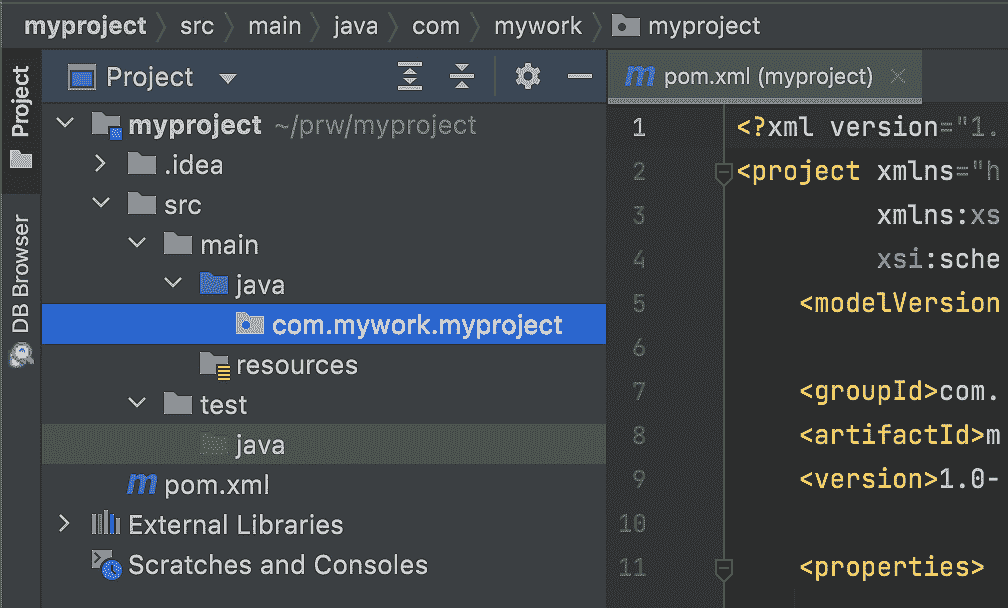 myproject src main java com mywork myproject
Project
Project
DB Browser
myproject ~/prw/myproject
.idea
src
main
java
com.mywork.myproject
resources
test
java
pom.xml
External Libraries
Scratches and Consoles
pom.xml (myproject)
1 <?xml version="1.
2 <project xmlns="h
3 xmlns:xs
4 xsi:sche
5 <modelVersion
6
7 <groupId>com.
8 <artifactId>m
9 <version>1.0-
10
11 <properties>